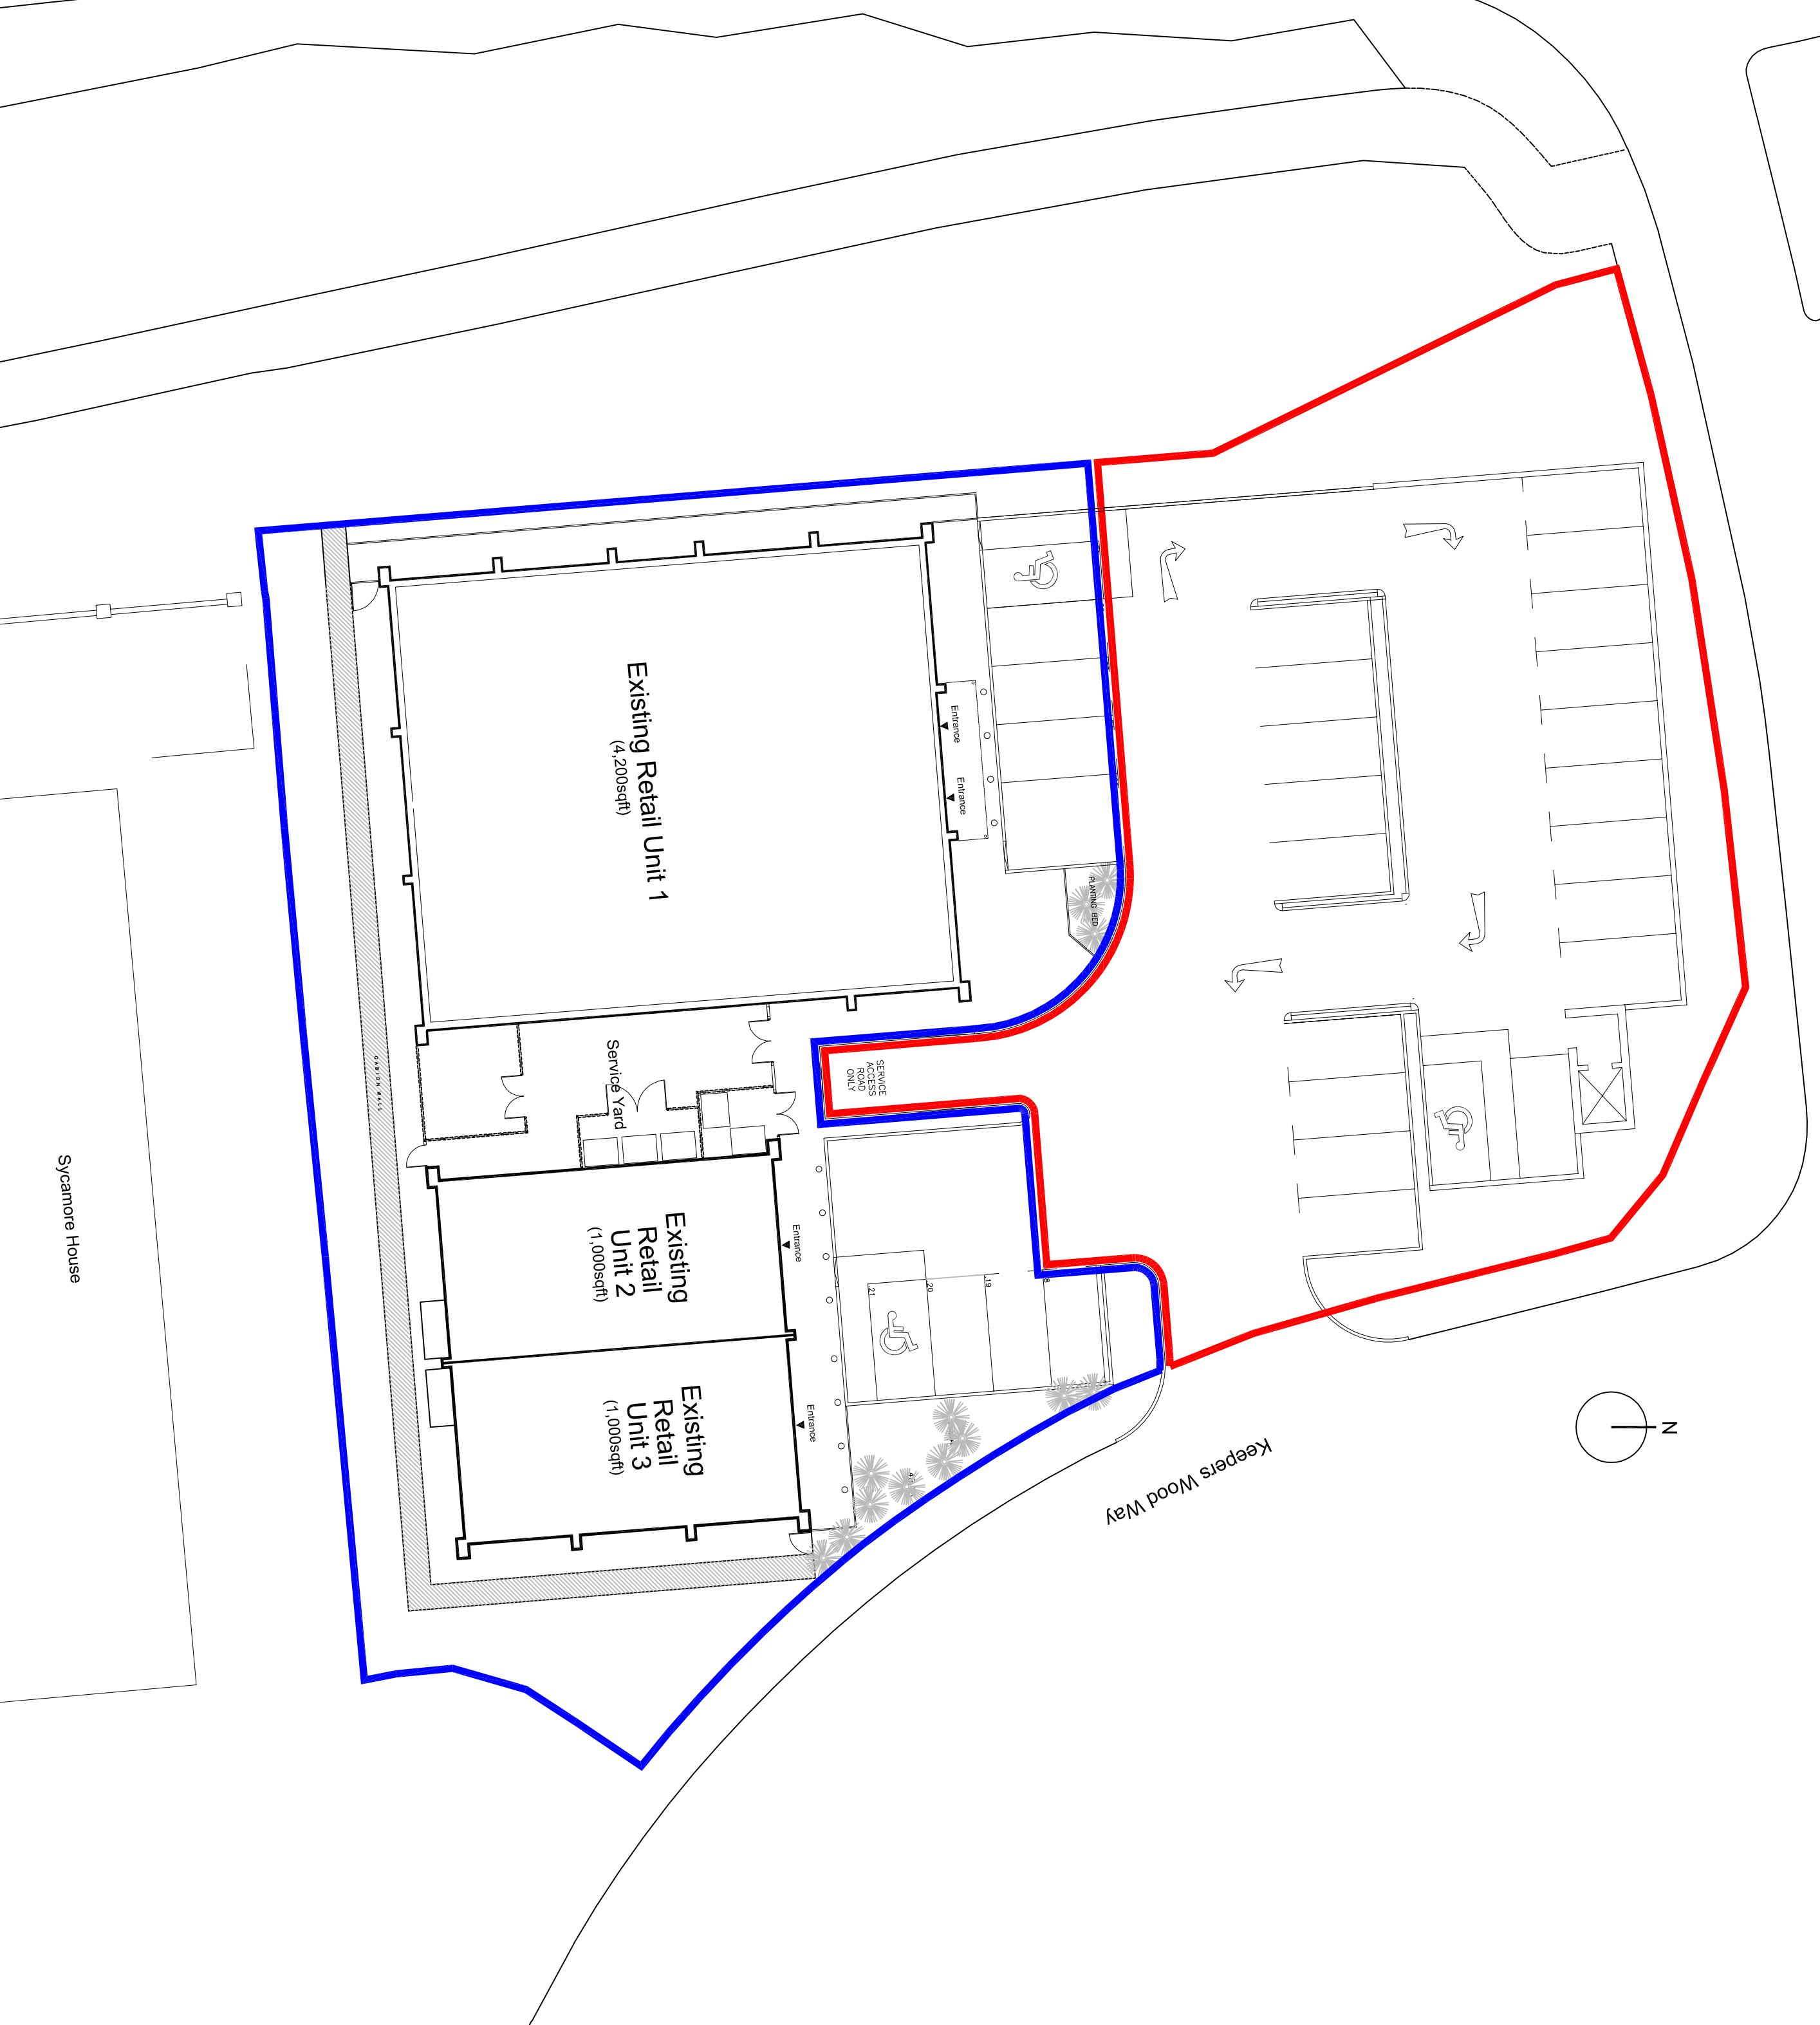 Existing Retail Unit 1
(4,200sqft)
Entrance
Entrance
PLANTING BED
SERVICE
ACCESS
ROAD
ONLY
Service Yard
GABION WALL
Sycamore House
Existing
Retail
Unit 2
(1,000sqft)
Entrance
21
20
19
Existing
Retail
Unit 3
(1,000sqft)
Entrance
Keepers Wood Way
N